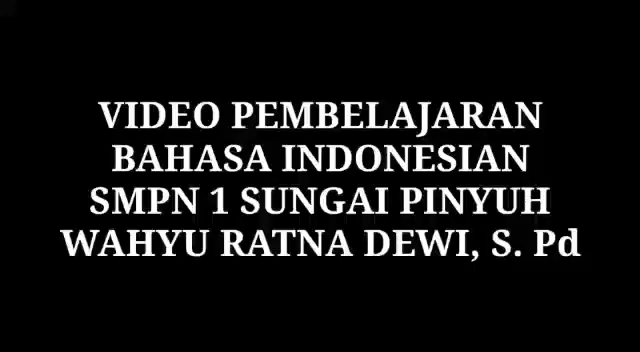 VIDEO PEMBELAJARAN
BAHASA INDONESIAN
SMPN 1 SUNGAI PINYUH
WAHYU RATNA DEWI, S. Pd